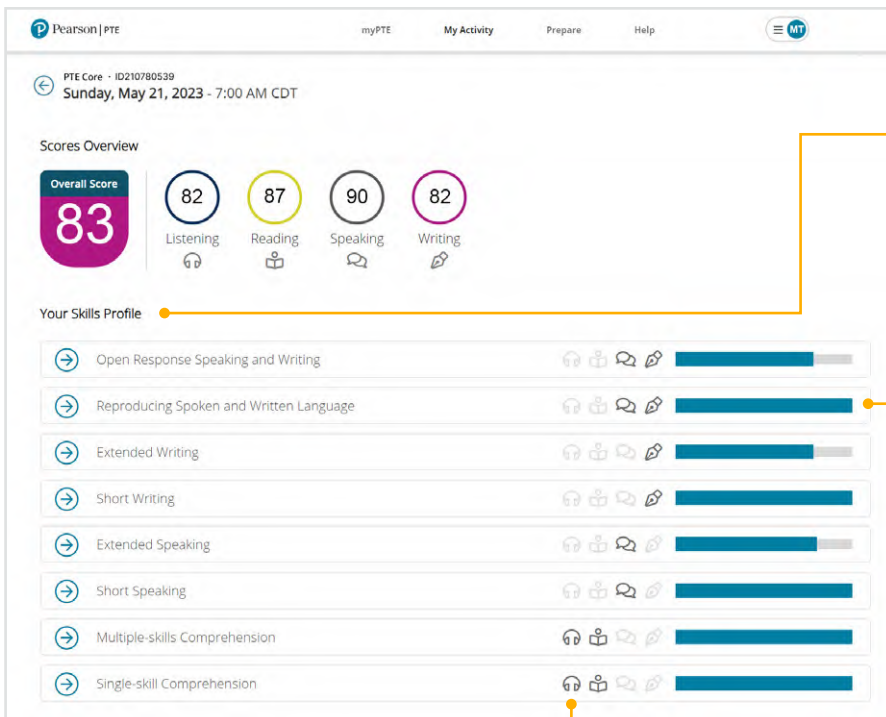 Pearson | PTE myPTE My Activity Prepare Help MT
PTE Core · ID210780539
Sunday, May 21, 2023 - 7:00 AM CDT
Scores Overview
Overall Score
83
82 87 90 82
Listening Reading Speaking Writing
Your Skills Profile
Open Response Speaking and Writing
Reproducing Spoken and Written Language
Extended Writing
Short Writing
Extended Speaking
Short Speaking
Multiple-skills Comprehension
Single-skill Comprehension